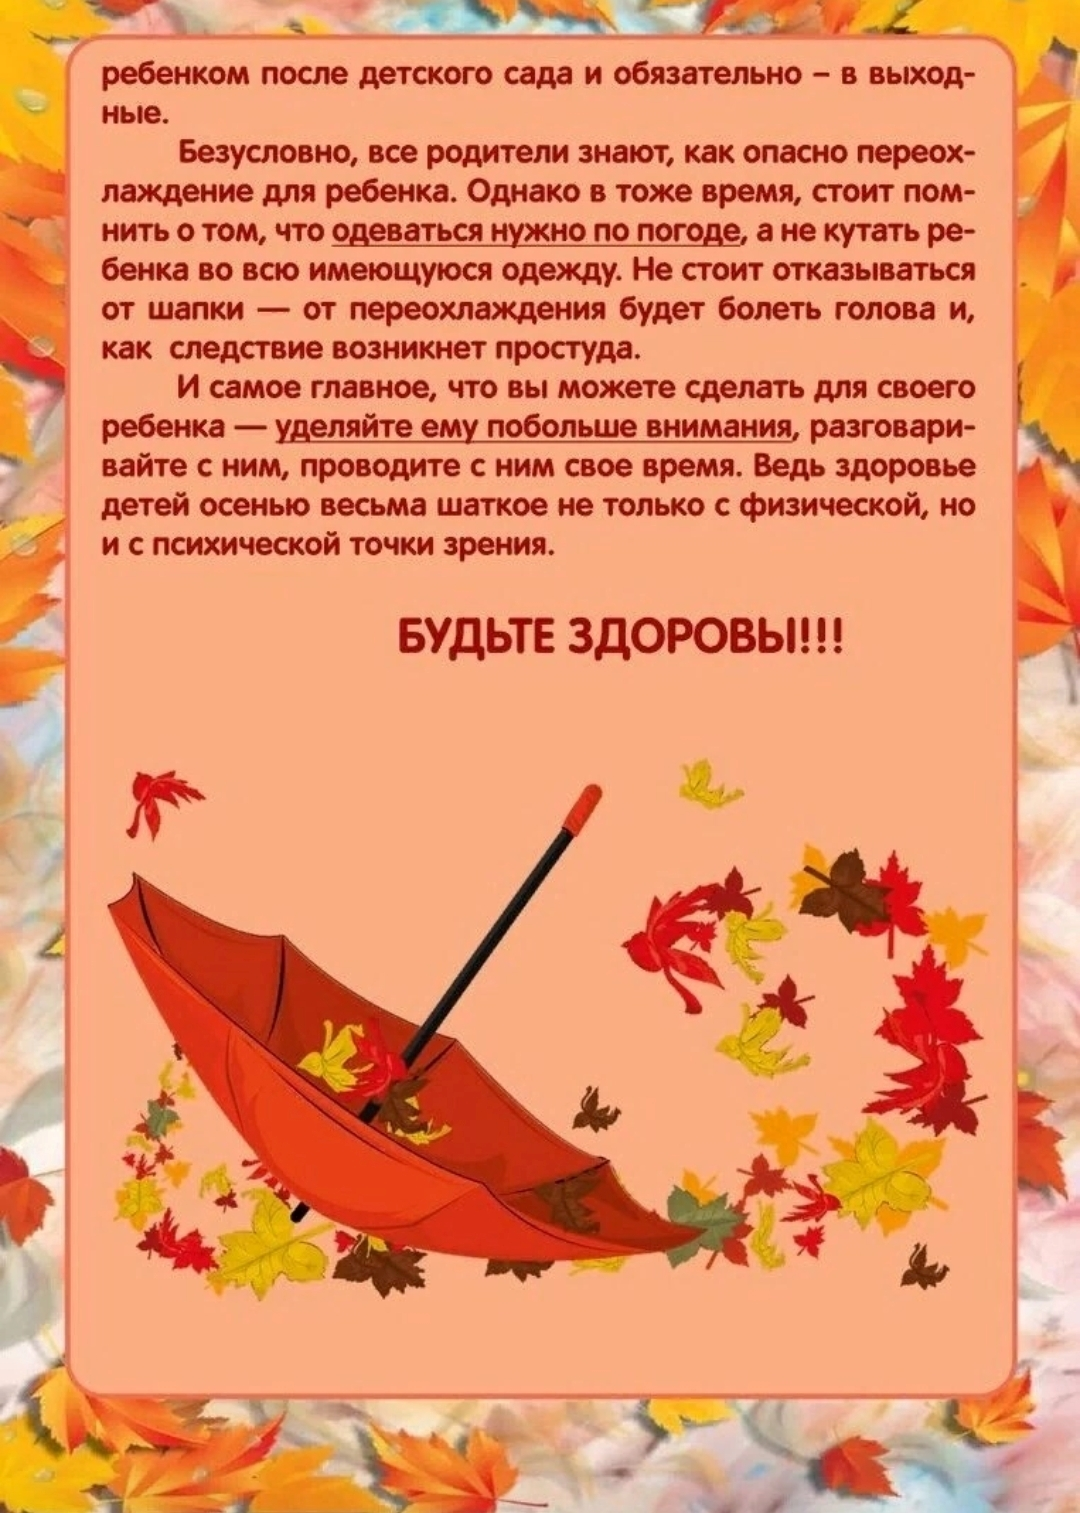 ребенком после детского сада и обязательно – в выход-
ные.
Безусловно, все родители знают, как опасно переох-
лаждение для ребенка. Однако в тоже время, стоит пом-
нить о том, что одеваться нужно по погоде, а не кутать ре-
бенка во всю имеющуюся одежду. Не стоит отказываться
от шапки — от переохлаждения будет болеть голова и,
как следствие возникнет простуда.
И самое главное, что вы можете сделать для своего
ребенка — уделяйте ему побольше внимания, разговари-
вайте с ним, проводите с ним свое время. Ведь здоровье
детей осенью весьма шаткое не только с физической, но
и с психической точки зрения.
БУДЬТЕ ЗДОРОВЫ!!!